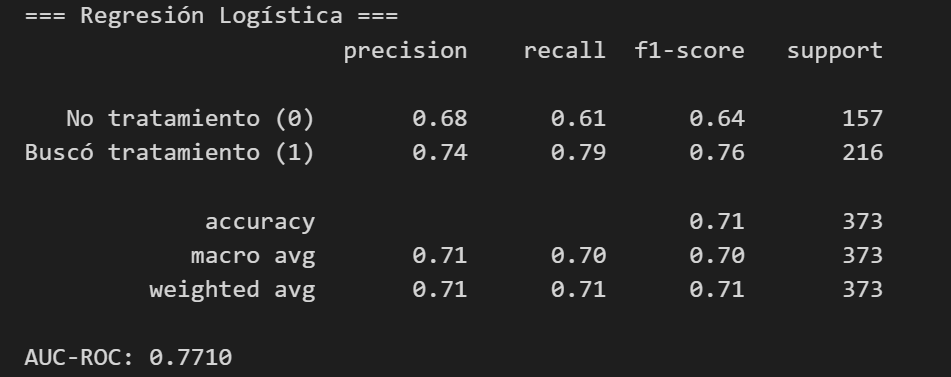 === Regresión Logística ===
precision recall f1-score support
No tratamiento (0) 0.68 0.61 0.64 157
Buscó tratamiento (1) 0.74 0.79 0.76 216
accuracy 0.71 373
macro avg 0.71 0.70 0.70 373
weighted avg 0.71 0.71 0.71 373
AUC-ROC: 0.7710